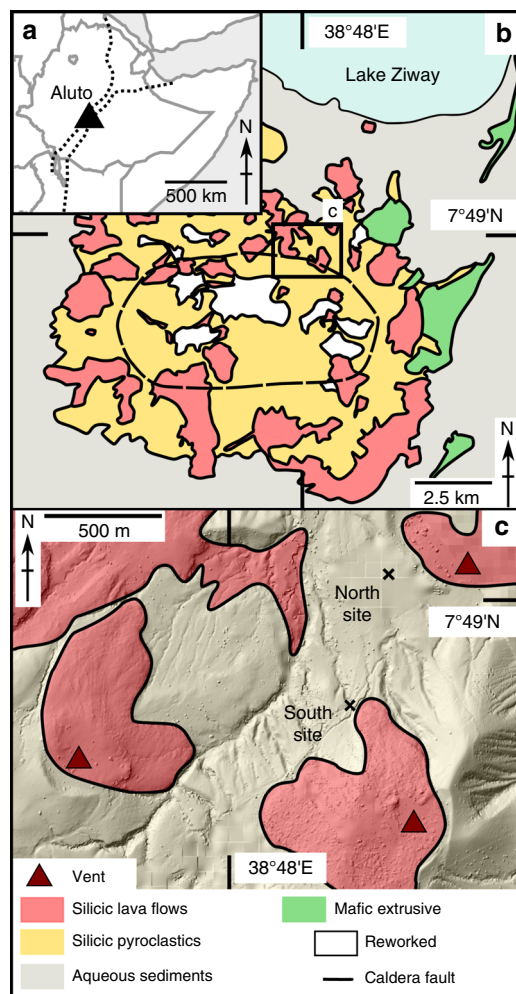 a
Aluto
N
500 km
38°48'E
b
Lake Ziway
7°49'N
c
N
2.5 km
N
500 m
c
North
site
7°49'N
South
site
38°48'E
Vent
Silicic lava flows
Mafic extrusive
Silicic pyroclastics
Reworked
Aqueous sediments
Caldera fault